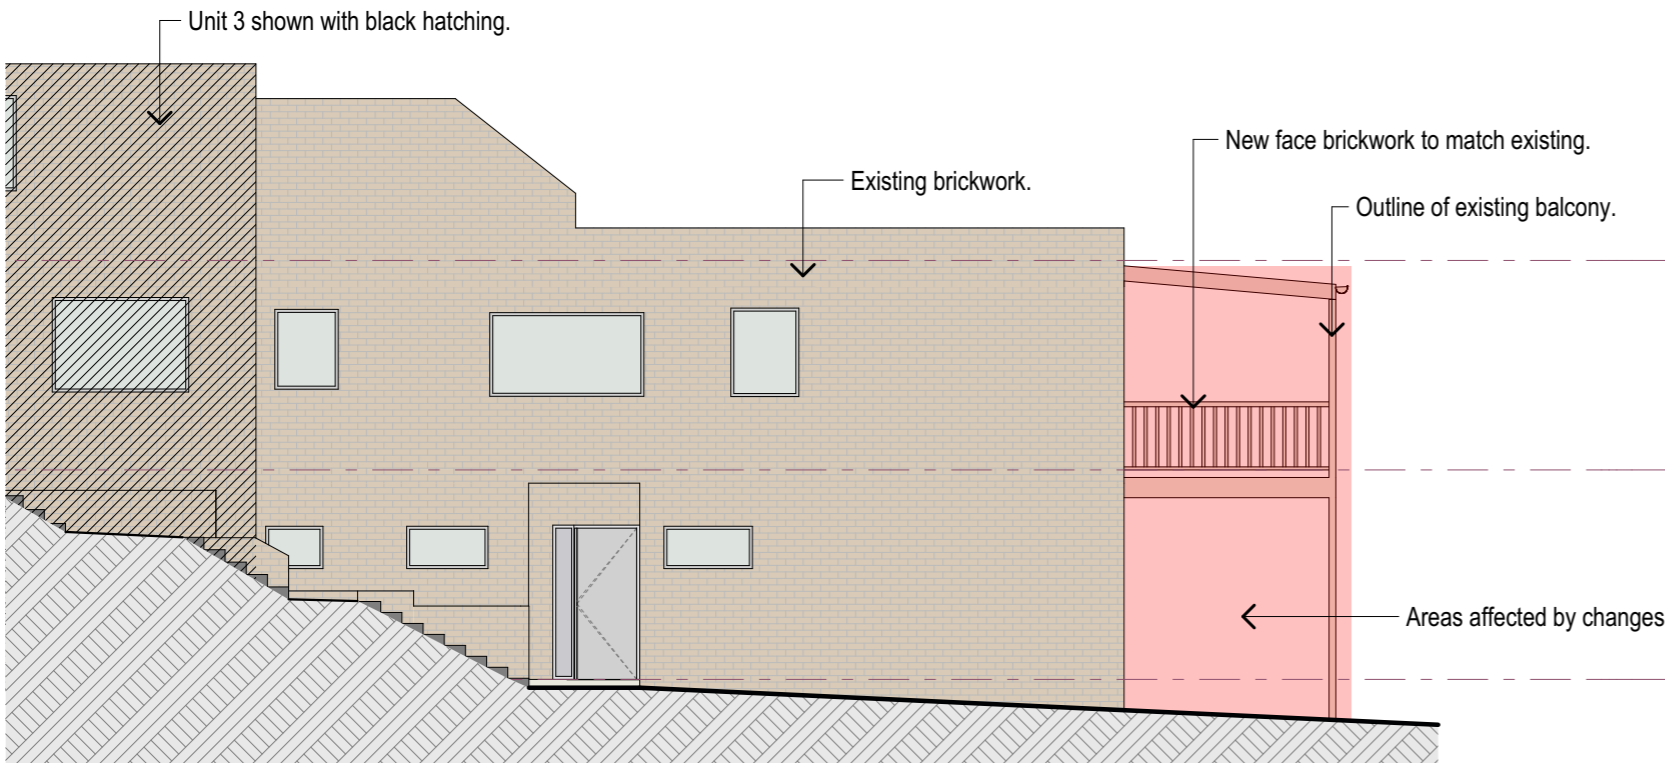 Unit 3 shown with black hatching.
New face brickwork to match existing.
Existing brickwork.
Outline of existing balcony.
Areas affected by changes